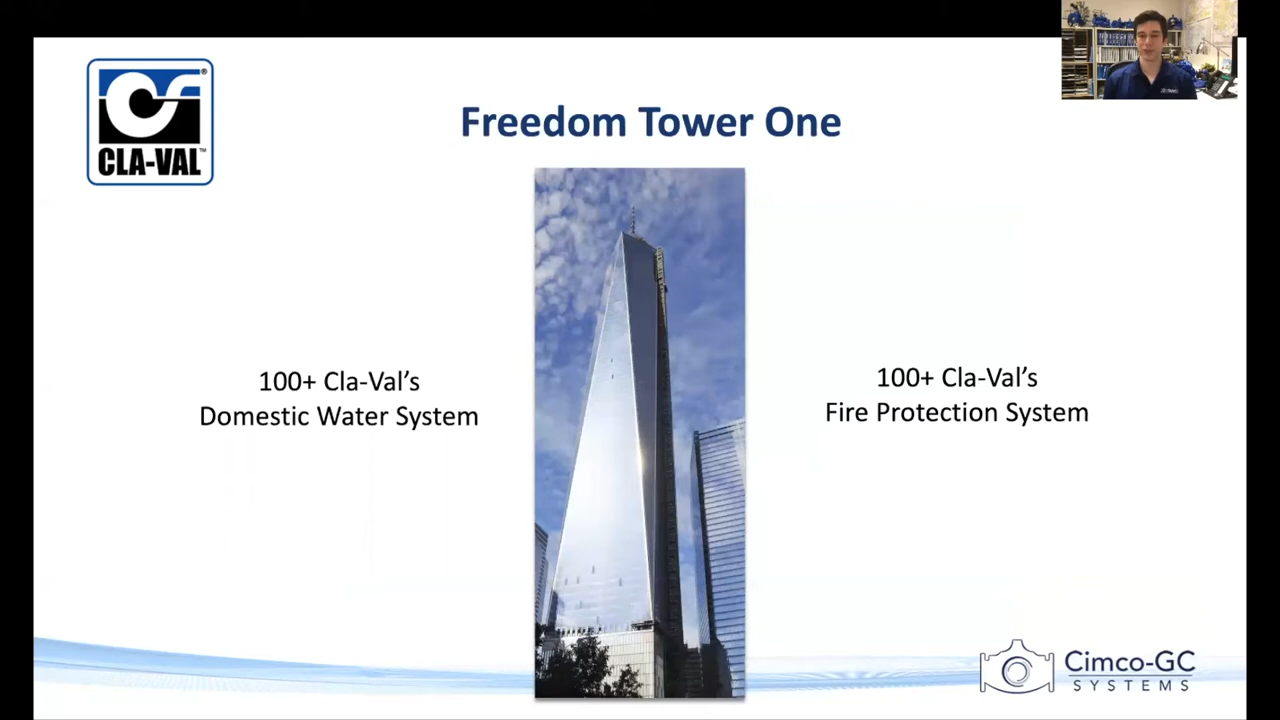 CLA-VAL™
Freedom Tower One
100+ Cla-Val’s
Domestic Water System
100+ Cla-Val’s
Fire Protection System
Cimco-GC
SYSTEMS